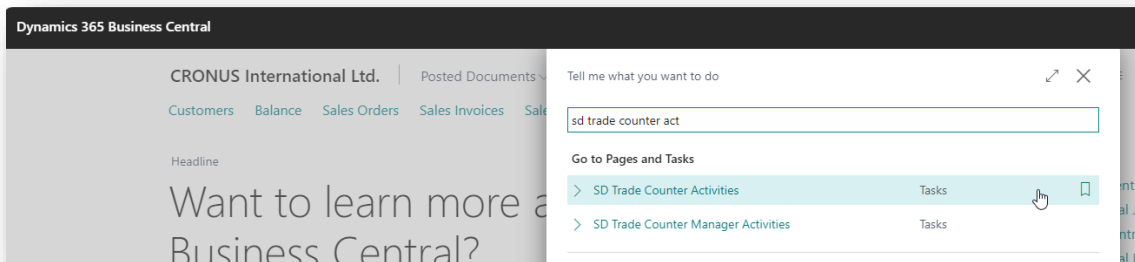 Dynamics 365 Business Central
CRONUS International Ltd.
Posted Documents
Customers Balance Sales Orders Sales Invoices Sale
Headline
Want to learn more a
Business Central?
Tell me what you want to do
sd trade counter act
Go to Pages and Tasks
SD Trade Counter Activities Tasks
SD Trade Counter Manager Activities Tasks